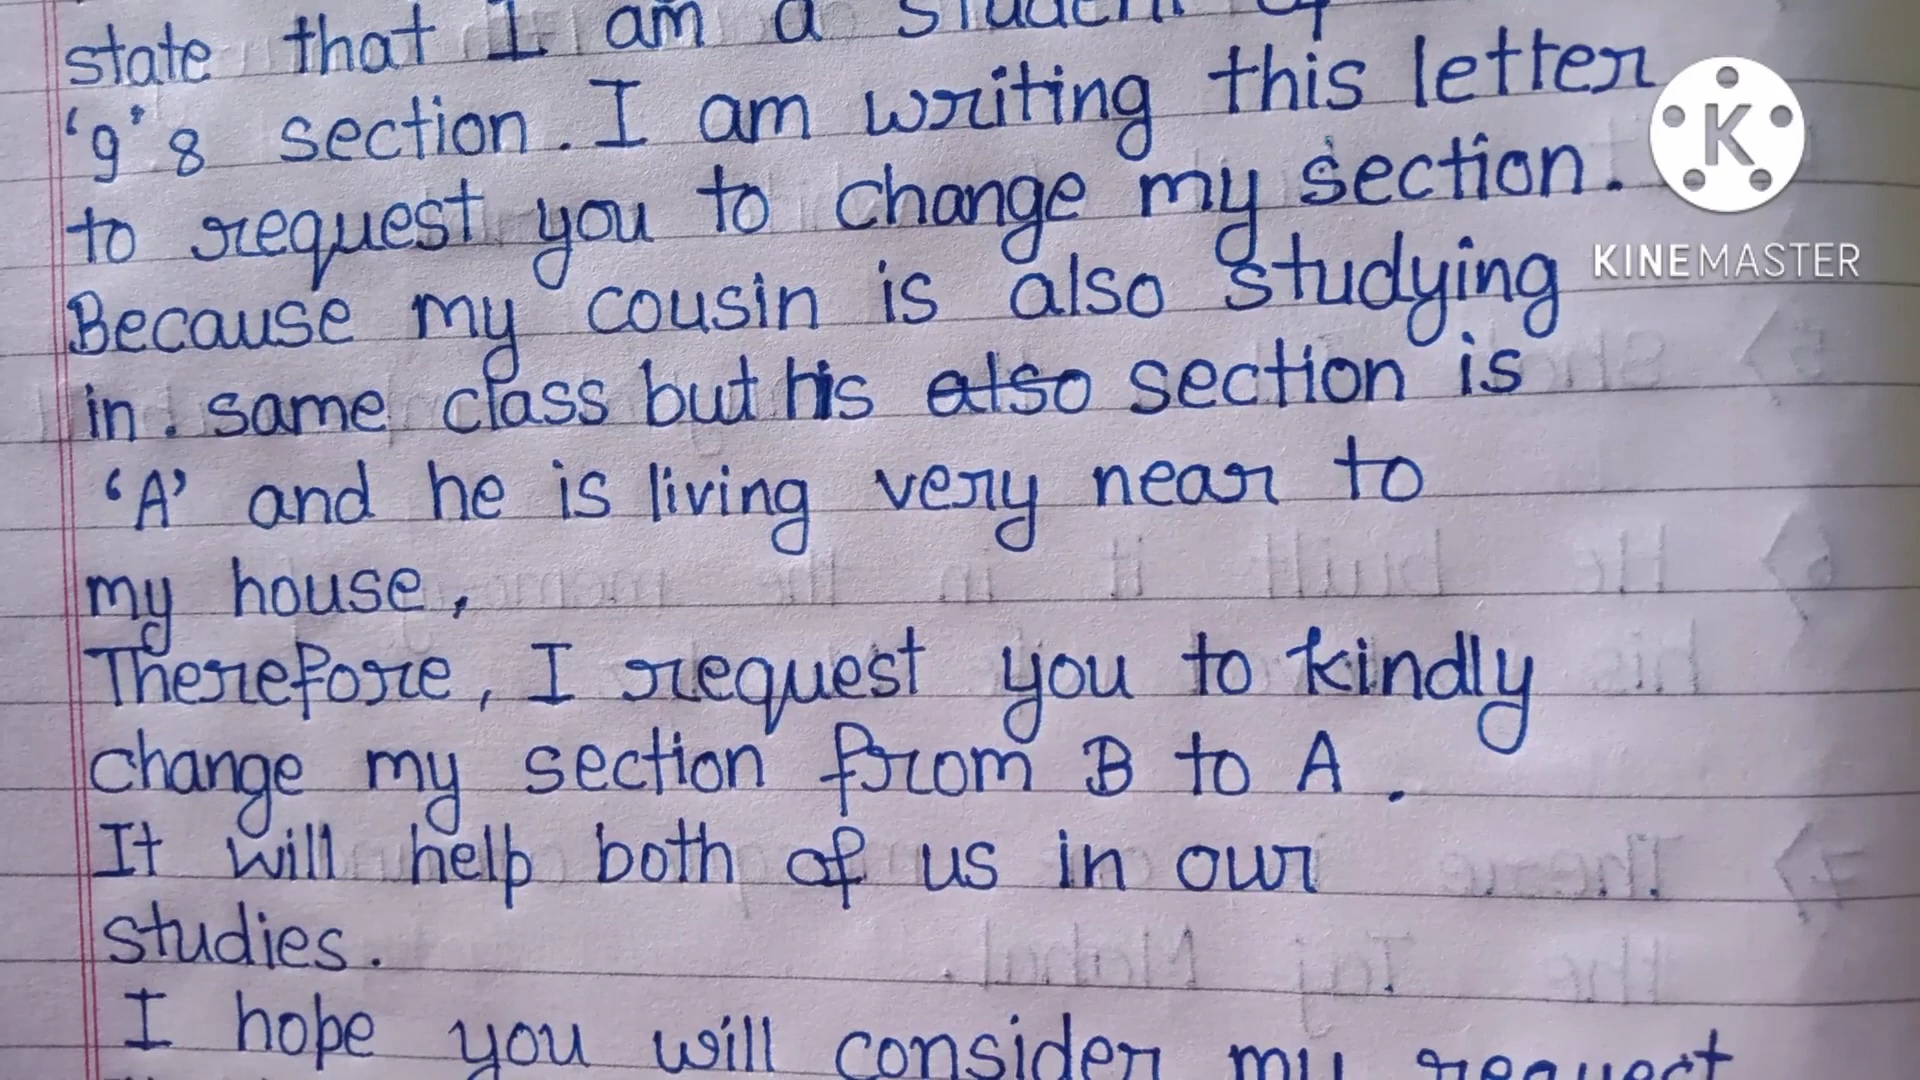 state that I am a student of
'9' 8 section. I am writing this letter
to request you to change my section.
Because my cousin is also studying
in. same class but his also section is
'A' and he is living very near to
my house,
Therefore, I request you to kindly
change my section from B to A.
It will help both of us in our
studies.
I hope you will consider my request
K
KINEMASTER